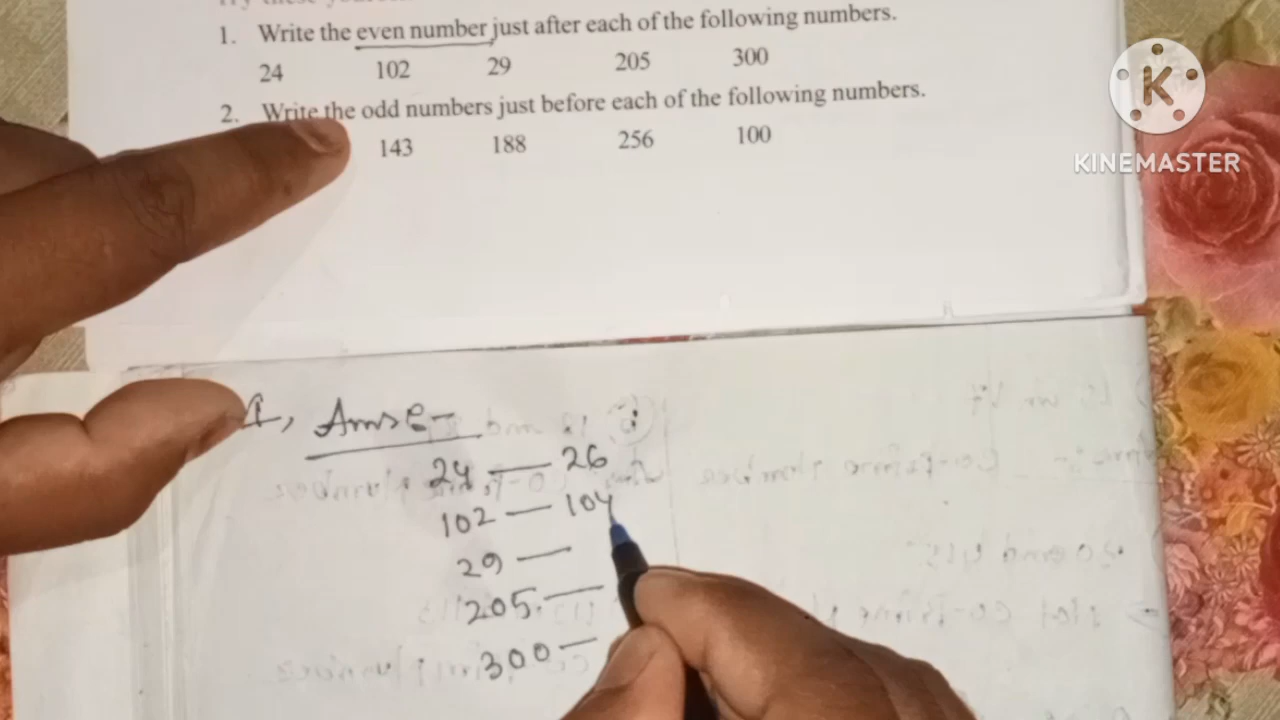 1. Write the even number just after each of the following numbers.
24 102 29 205 300
2. Write the odd numbers just before each of the following numbers.
143 188 256 100
K
KINEMASTER
1, Ans:-
24 — 26
102 — 104
29 —
205 —
300 —